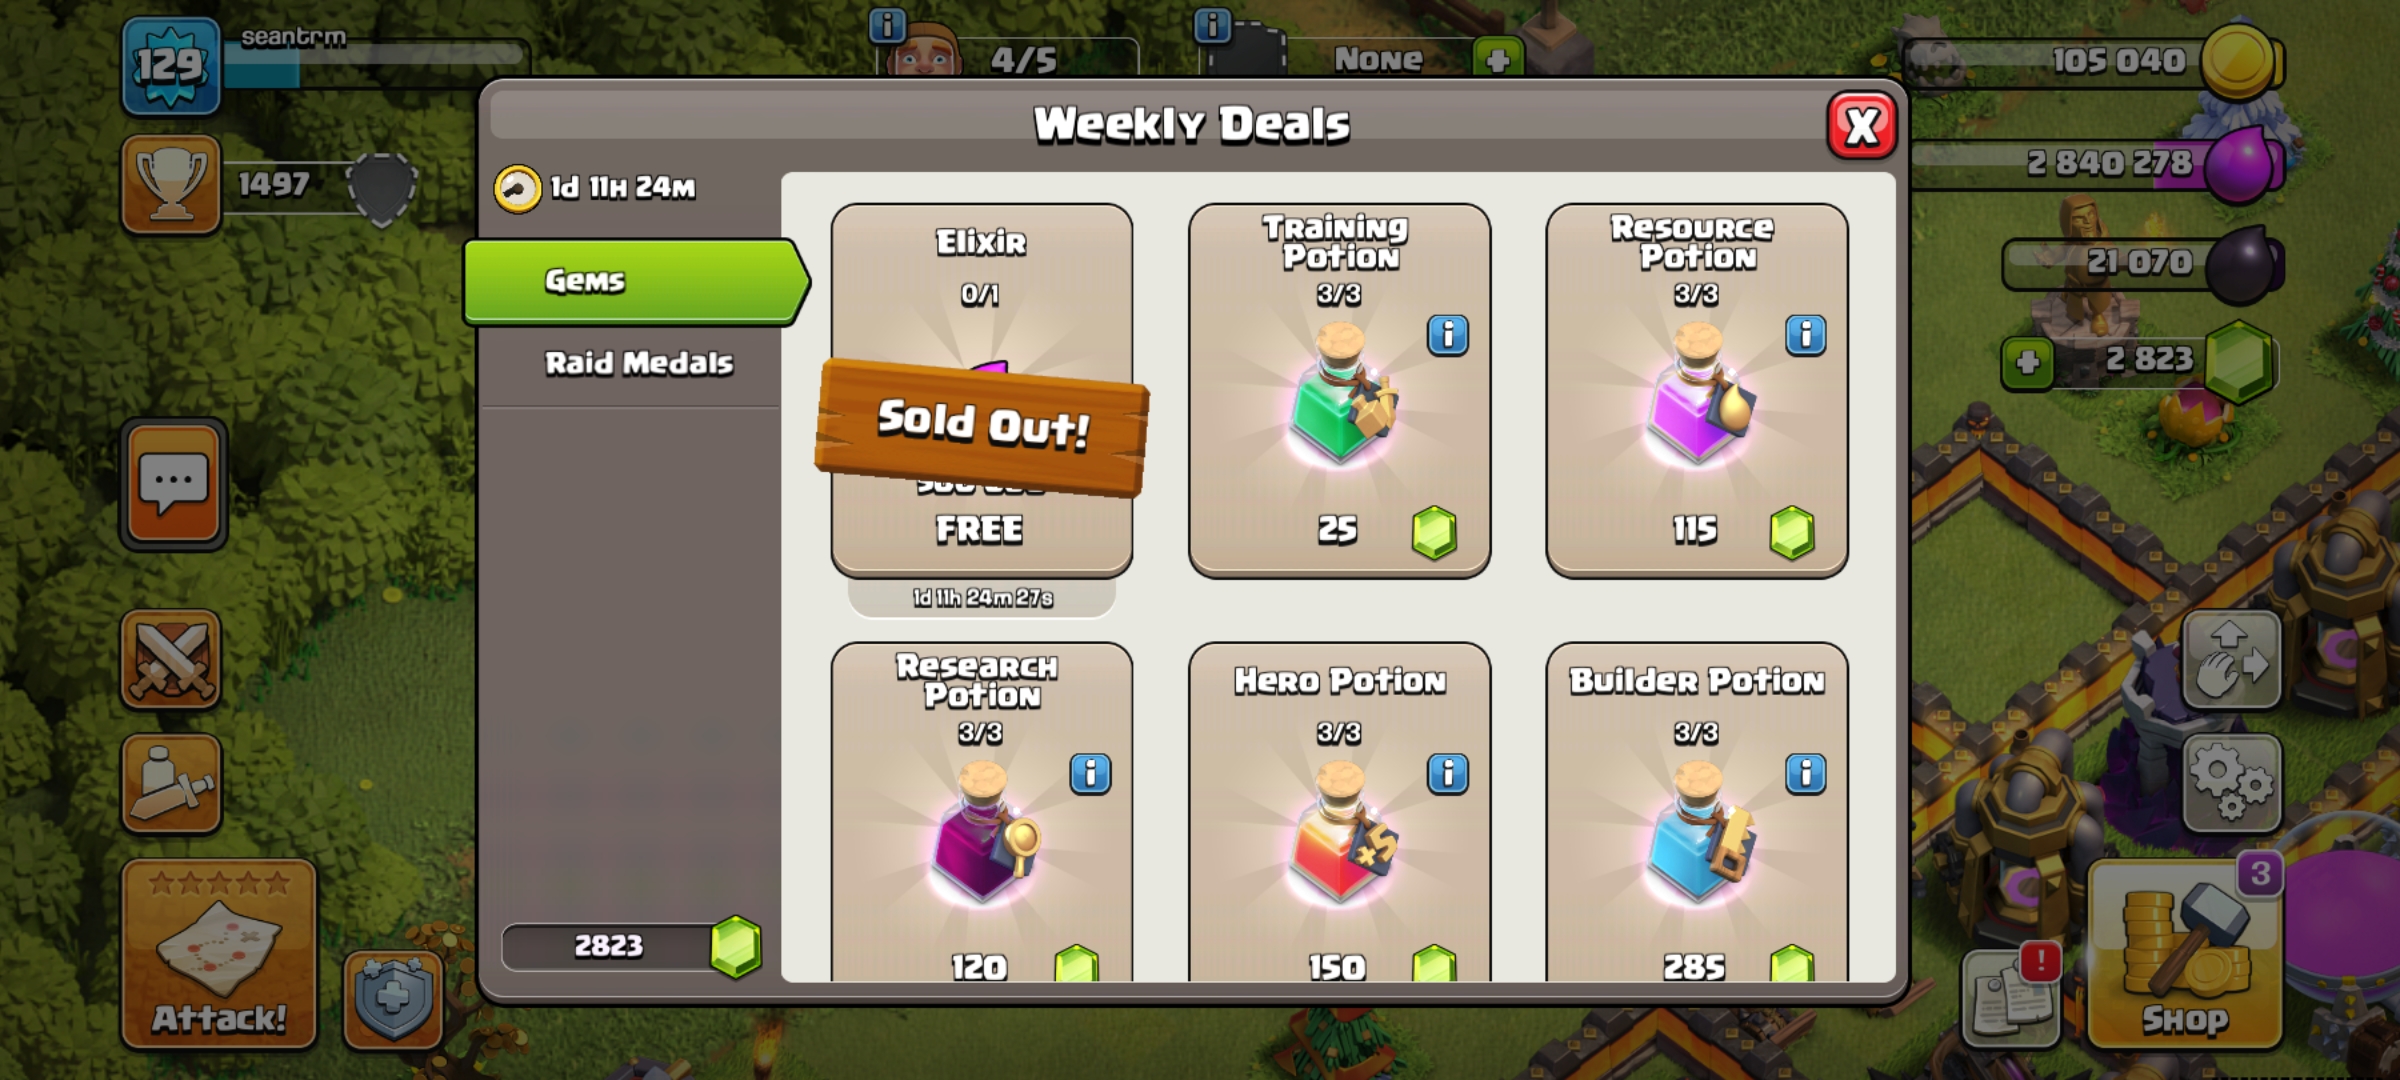 129
seantrm
4/5
None
105 040
1497
2 840 278
21 070
2 823
Weekly Deals
X
1d 11H 24M
Gems
Raid Medals
2823
Elixir
0/1
Sold Out!
FREE
1d 11h 24m 27s
Training
Potion
3/3
25
Resource
Potion
3/3
115
Research
Potion
3/3
120
Hero Potion
3/3
+5
150
Builder Potion
3/3
285
Attack!
3
!
Shop